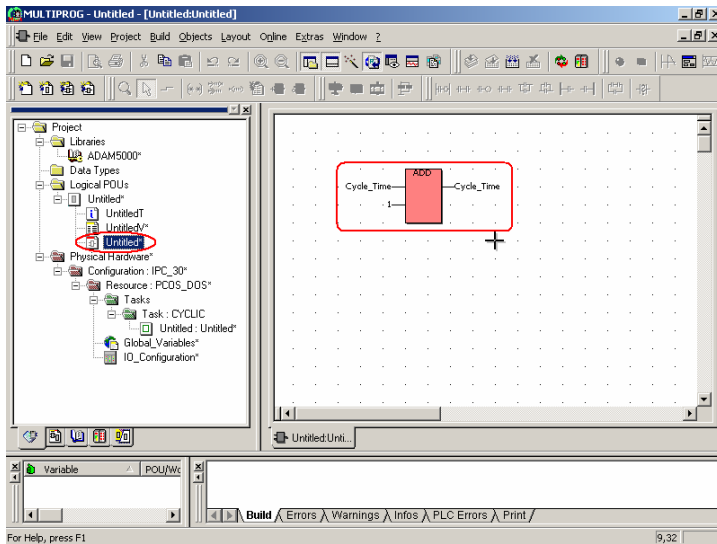 MULTIPROG - Untitled - [Untitled:Untitled]
File Edit View Project Build Objects Layout Online Extras Window ?
Project
Libraries
ADAM5000*
Data Types
Logical POUs
Untitled*
UntitledT
UntitledV*
Untitled*
Physical Hardware*
Configuration : IPC_30*
Resource : PCOS_DOS*
Tasks
Task : CYCLIC
Untitled : Untitled*
Global_Variables*
IO_Configuration*
ADD
Cycle_Time
Cycle_Time
1
Untitled:Unti...
Variable POU/Wo
Build Errors Warnings Infos PLC Errors Print
For Help, press F1
9,32